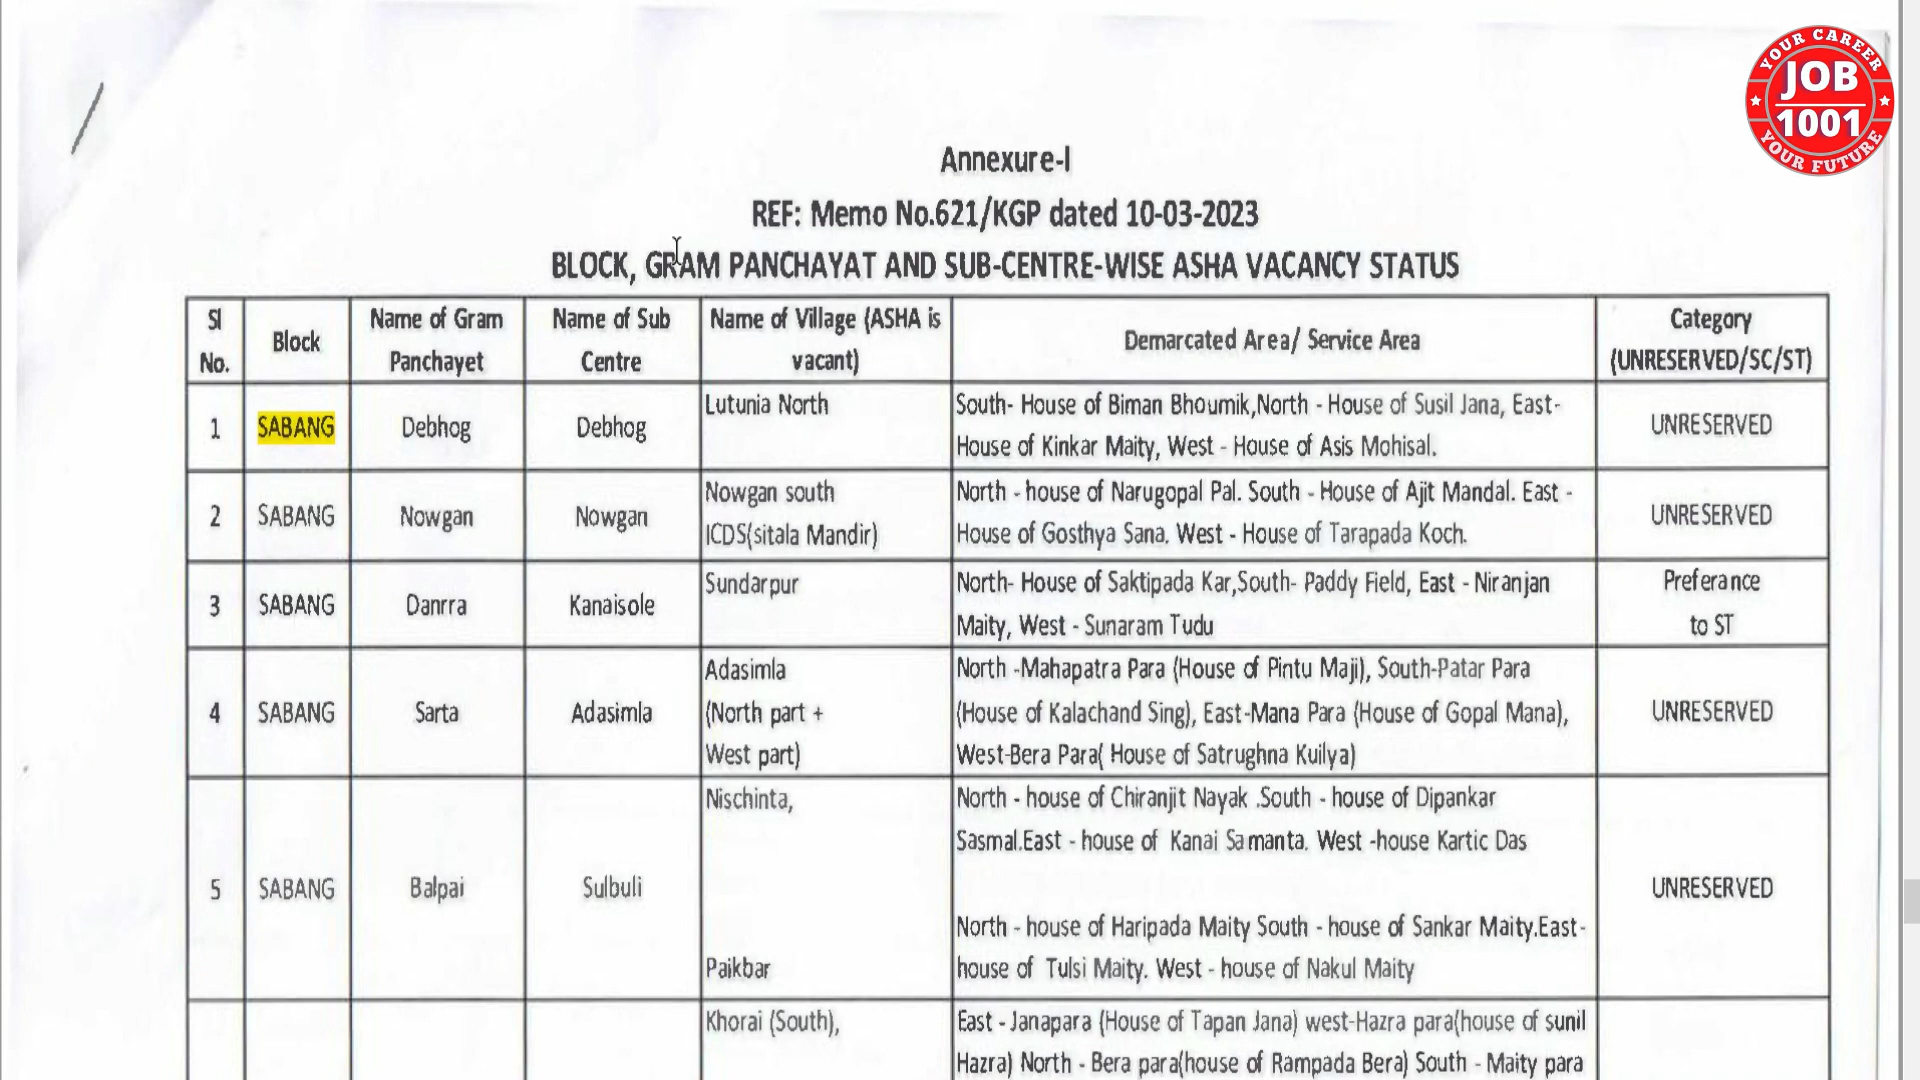 YOUR CAREER
JOB
1001
YOUR FUTURE
Annexure-I
REF: Memo No.621/KGP dated 10-03-2023
BLOCK, GRAM PANCHAYAT AND SUB-CENTRE-WISE ASHA VACANCY STATUS
Sl No. | Block | Name of Gram Panchayet | Name of Sub Centre | Name of Village (ASHA is vacant) | Demarcated Area/ Service Area | Category (UNRESERVED/SC/ST)
1 | SABANG | Debhog | Debhog | Lutunia North | South- House of Biman Bhoumik,North - House of Susil Jana, East- House of Kinkar Maity, West - House of Asis Mohisal. | UNRESERVED
2 | SABANG | Nowgan | Nowgan | Nowgan south ICDS(sitala Mandir) | North - house of Narugopal Pal. South - House of Ajit Mandal. East - House of Gosthya Sana. West - House of Tarapada Koch. | UNRESERVED
3 | SABANG | Danrra | Kanaisole | Sundarpur | North- House of Saktipada Kar,South- Paddy Field, East - Niranjan Maity, West - Sunaram Tudu | Preferance to ST
4 | SABANG | Sarta | Adasimla | Adasimla (North part + West part) | North -Mahapatra Para (House of Pintu Maji), South-Patar Para (House of Kalachand Sing), East-Mana Para (House of Gopal Mana), West-Bera Para( House of Satrughna Kuilya) | UNRESERVED
5 | SABANG | Balpai | Sulbuli | Nischinta, Paikbar | North - house of Chiranjit Nayak .South - house of Dipankar Sasmal.East - house of Kanai Samanta. West -house Kartic Das North - house of Haripada Maity South - house of Sankar Maity.East- house of Tulsi Maity. West - house of Nakul Maity | UNRESERVED
Khorai (South), | East - Janapara (House of Tapan Jana) west-Hazra para(house of sunil Hazra) North - Bera para(house of Rampada Bera) South - Maity para